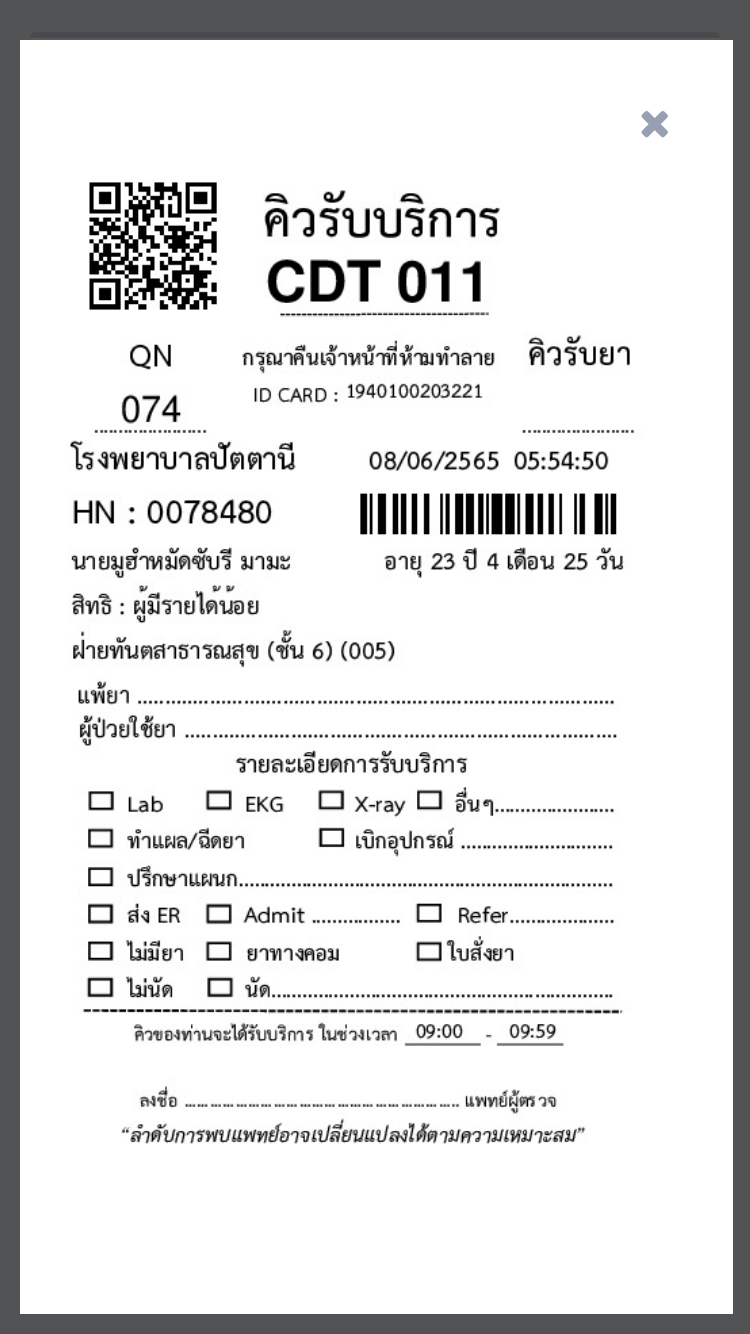 คิวรับบริการ
CDT 011
QN
074
กรุณาคืนเจ้าหน้าที่ห้ามทำลาย
ID CARD : 1940100203221
คิวรับยา
โรงพยาบาลปัตตานี 08/06/2565 05:54:50
HN : 0078480
นายมูฮำหมัดซับรี มามะ อายุ 23 ปี 4 เดือน 25 วัน
สิทธิ : ผู้มีรายได้น้อย
ฝ่ายทันตสาธารณสุข (ชั้น 6) (005)
แพ้ยา ........................................................................
ผู้ป่วยใช้ยา ..................................................................
รายละเอียดการรับบริการ
Lab EKG X-ray อื่นๆ....................
ทำแผล/ฉีดยา เบิกอุปกรณ์ .........................
ปรึกษาแผนก..............................................................
ส่ง ER Admit ............... Refer.................
ไม่มียา ยาทางคอม ใบสั่งยา
ไม่นัด นัด.........................................................
คิวของท่านจะได้รับบริการ ในช่วงเวลา 09:00 - 09:59
ลงชื่อ .................................................... แพทย์ผู้ตรวจ
“ลำดับการพบแพทย์อาจเปลี่ยนแปลงได้ตามความเหมาะสม”